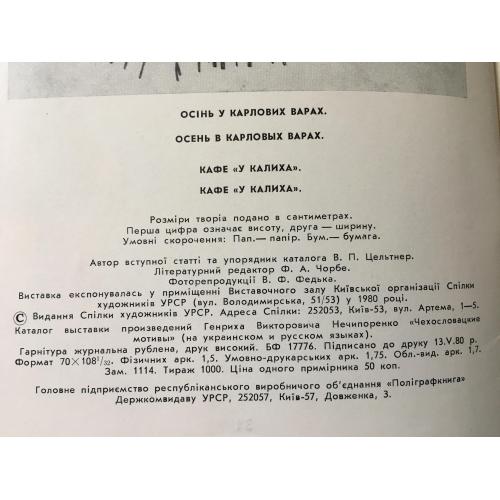 ОСІНЬ У КАРЛОВИХ ВАРАХ.
ОСЕНЬ В КАРЛОВЫХ ВАРАХ.
КАФЕ «У КАЛИХА».
КАФЕ «У КАЛИХА».
Розміри творів подано в сантиметрах.
Перша цифра означає висоту, друга — ширину.
Умовні скорочення: Пап.— папір. Бум.— бумага.
Автор вступної статті та упорядник каталога В. П. Цельтнер.
Літературний редактор Ф. А. Чорбе.
Фоторепродукції В. Ф. Федька.
Виставка експонувалась у приміщенні Виставочного залу Київської організації Спілки
художників УРСР (вул. Володимирська, 51/53) у 1980 році.
© Видання Спілки художників УРСР. Адреса Спілки: 252053, Київ-53, вул. Артема, 1—5.
Каталог выставки произведений Генриха Викторовича Нечипоренко «Чехословацкие
мотивы» (на украинском и русском языках).
Гарнітура журнальна рублена, друк високий. БФ 17776. Підписано до друку 13.V.80 р.
Формат 70×108¹/₃₂. Фізичних арк. 1,5. Умовно-друкарських арк. 1,75. Обл.-вид. арк. 1,7.
Зам. 1114. Тираж 1000. Ціна одного примірника 50 коп.
Головне підприємство республіканського виробничого об'єднання «Поліграфкнига»
Держкомвидаву УРСР, 252057, Київ-57, Довженка, 3.